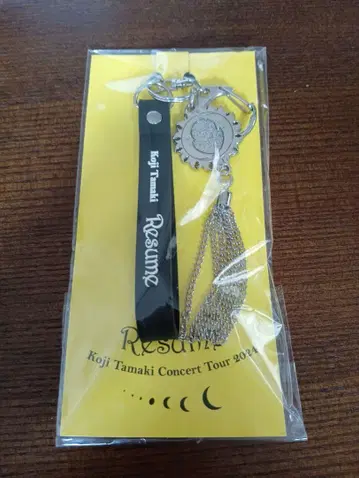 Koji Tamaki Resume
Resume
Koji Tamaki Concert Tour 2024